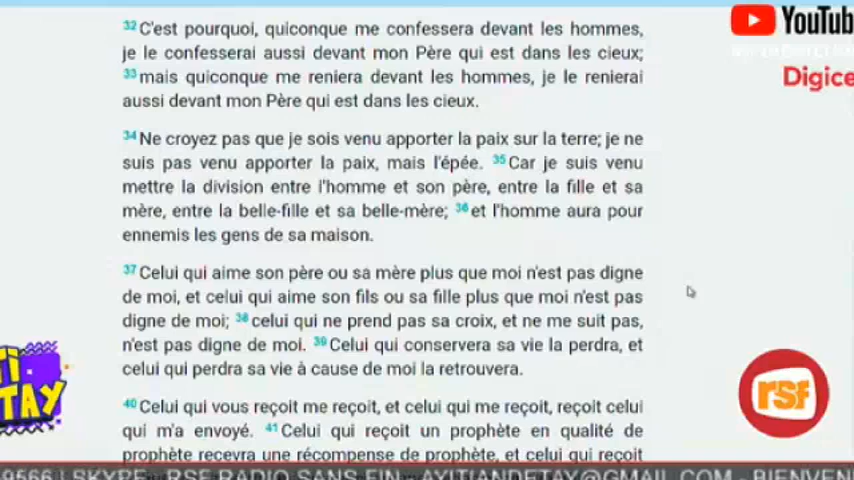 32 C'est pourquoi, quiconque me confessera devant les hommes,
je le confesserai aussi devant mon Père qui est dans les cieux;
33 mais quiconque me reniera devant les hommes, je le renierai
aussi devant mon Père qui est dans les cieux.
34 Ne croyez pas que je sois venu apporter la paix sur la terre; je ne
suis pas venu apporter la paix, mais l'épée. 35 Car je suis venu
mettre la division entre l'homme et son père, entre la fille et sa
mère, entre la belle-fille et sa belle-mère; 36 et l'homme aura pour
ennemis les gens de sa maison.
37 Celui qui aime son père ou sa mère plus que moi n'est pas digne
de moi, et celui qui aime son fils ou sa fille plus que moi n'est pas
digne de moi; 38 celui qui ne prend pas sa croix, et ne me suit pas,
n'est pas digne de moi. 39 Celui qui conservera sa vie la perdra, et
celui qui perdra sa vie à cause de moi la retrouvera.
40 Celui qui vous reçoit me reçoit, et celui qui me reçoit, reçoit celui
qui m'a envoyé. 41 Celui qui reçoit un prophète en qualité de
prophète recevra une récompense de prophète, et celui qui reçoit
YouTub
Digice
TI
TAY
rsf
9566 SKYPE RSF RADIO SANS FIN AYITIANDETAY@GMAIL.COM - BIENVEN